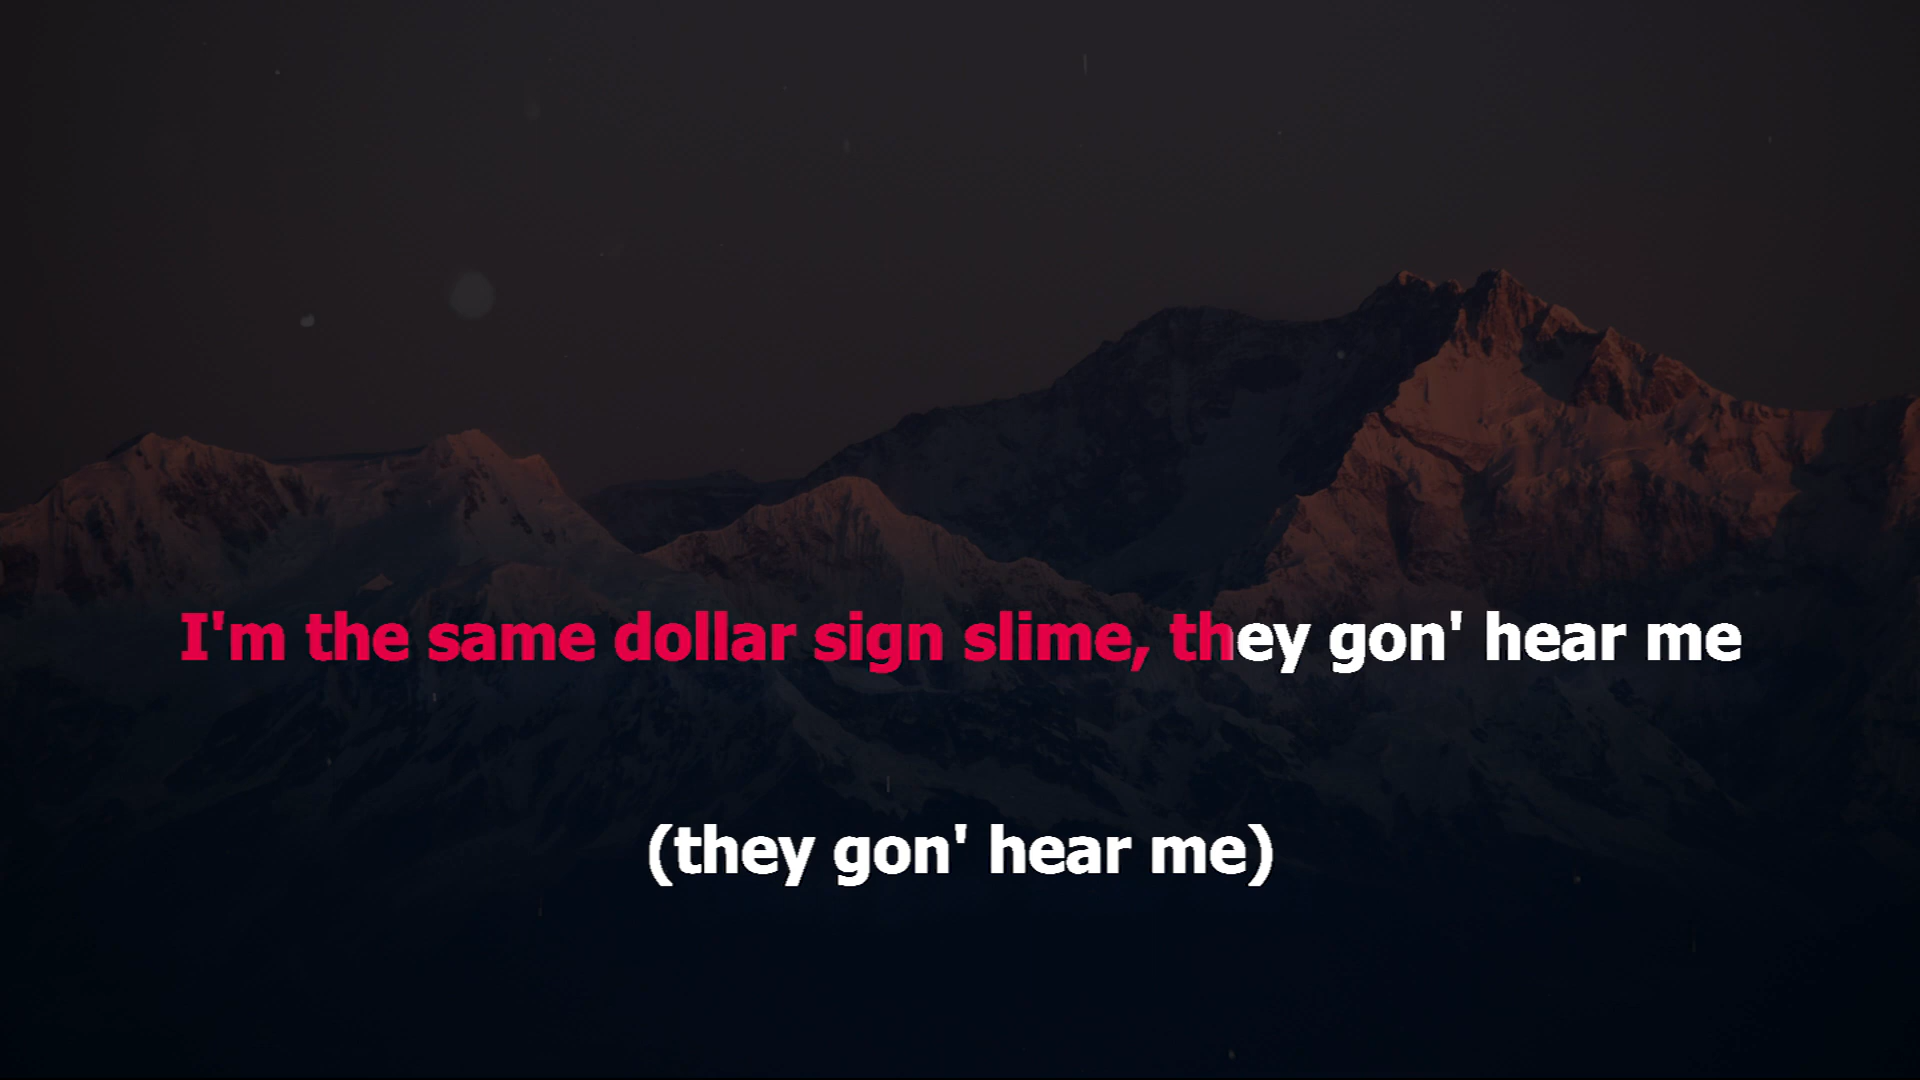 I'm the same dollar sign slime, they gon' hear me
(they gon' hear me)